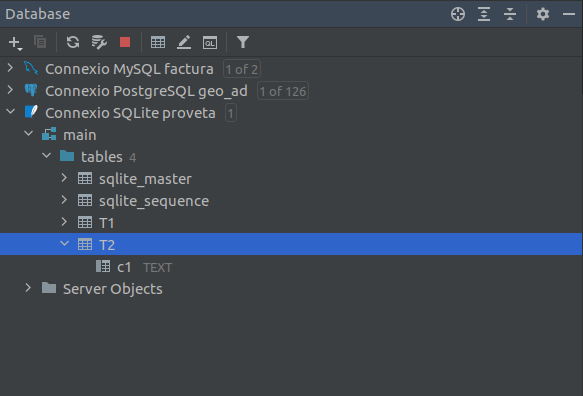 Database
QL
Connexio MySQL factura 1 of 2
Connexio PostgreSQL geo_ad 1 of 126
Connexio SQLite proveta 1
main
tables 4
sqlite_master
sqlite_sequence
T1
T2
c1 TEXT
Server Objects